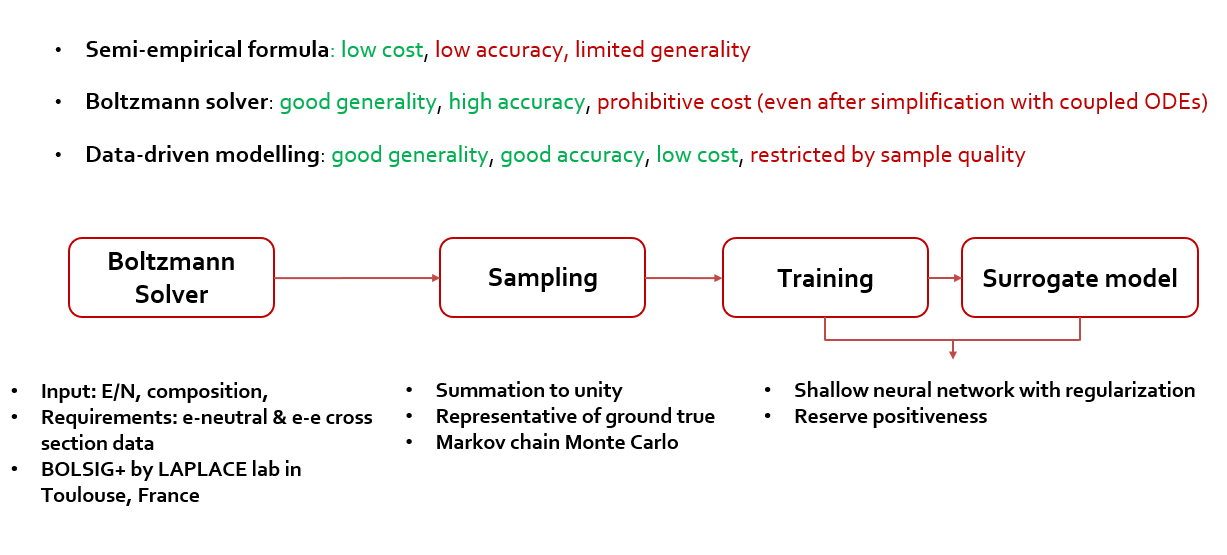 • Semi-empirical formula: low cost, low accuracy, limited generality
• Boltzmann solver: good generality, high accuracy, prohibitive cost (even after simplification with coupled ODEs)
• Data-driven modelling: good generality, good accuracy, low cost, restricted by sample quality
Boltzmann
Solver
Sampling
Training
Surrogate model
• Input: E/N, composition,
• Requirements: e-neutral & e-e cross
section data
• BOLSIG+ by LAPLACE lab in
Toulouse, France
• Summation to unity
• Representative of ground true
• Markov chain Monte Carlo
• Shallow neural network with regularization
• Reserve positiveness